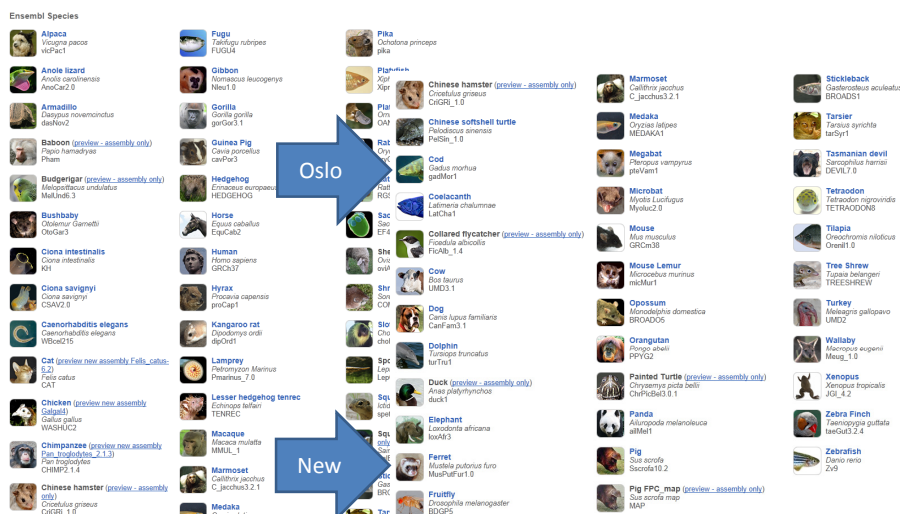 Ensembl Species
Alpaca
Vicugna pacos
vicPac1
Anole lizard
Anolis carolinensis
AnoCar2.0
Armadillo
Dasypus novemcinctus
dasNov2
Baboon (preview - assembly only)
Papio hamadryas
Pham
Budgerigar (preview - assembly only)
Melopsittacus undulatus
MelUnd6.3
Bushbaby
Otolemur Garnettii
OtoGar3
Ciona intestinalis
Ciona intestinalis
KH
Ciona savignyi
Ciona savignyi
CSAV2.0
Caenorhabditis elegans
Caenorhabditis elegans
WBcel215
Cat (preview new assembly Felis_catus-
6.2)
Felis catus
CAT
Chicken (preview new assembly
Galgal4)
Gallus gallus
WASHUC2
Chimpanzee (preview new assembly
Pan_troglodytes_2.1.3)
Pan troglodytes
CHIMP2.1.4
Chinese hamster (preview - assembly
only)
Cricetulus griseus
CriGRi_1.0
Fugu
Takifugu rubripes
FUGU4
Gibbon
Nomascus leucogenys
Nleu1.0
Gorilla
Gorilla gorilla
gorGor3.1
Guinea Pig
Cavia porcellus
cavPor3
Hedgehog
Erinaceus europaeu
HEDGEHOG
Horse
Equus caballus
EquCab2
Human
Homo sapiens
GRCh37
Hyrax
Procavia capensis
proCap1
Kangaroo rat
Dipodomys ordii
dipOrd1
Lamprey
Petromyzon Marinus
Pmarinus_7.0
Lesser hedgehog tenrec
Echinops telfairi
TENREC
Macaque
Macaca mulatta
MMUL_1
Marmoset
Callithrix jacchus
C_jacchus3.2.1
Medaka
Pika
Ochotona princeps
pika
Platyfish
Oslo
New
Chinese hamster (preview - assembly only)
Cricetulus griseus
CriGRi_1.0
Chinese softshell turtle
Pelodiscus sinensis
PelSin_1.0
Cod
Gadus morhua
gadMor1
Coelacanth
Latimeria chalumnae
LatCha1
Collared flycatcher (preview - assembly only)
Ficedula albicollis
FicAlb_1.4
Cow
Bos taurus
UMD3.1
Dog
Canis lupus familiaris
CanFam3.1
Dolphin
Tursiops truncatus
turTru1
Duck (preview - assembly only)
Anas platyrhynchos
duck1
Elephant
Loxodonta africana
loxAfr3
Ferret
Mustela putorius furo
MusPutFur1.0
Fruitfly
Drosophila melanogaster
BDGP5
Marmoset
Callithrix jacchus
C_jacchus3.2.1
Medaka
Oryzias latipes
MEDAKA1
Megabat
Pteropus vampyrus
pteVam1
Microbat
Myotis Lucifugus
Myoluc2.0
Mouse
Mus musculus
GRCm38
Mouse Lemur
Microcebus murinus
micMur1
Opossum
Monodelphis domestica
BROADO5
Orangutan
Pongo abelii
PPYG2
Painted Turtle (preview - assembly only)
Chrysemys picta bellii
ChrPicBel3.0.1
Panda
Ailuropoda melanoleuca
ailMel1
Pig
Sus scrofa
Sscrofa10.2
Pig FPC_map (preview - assembly only)
Sus scrofa map
MAP
Stickleback
Gasterosteus aculeatus
BROADS1
Tarsier
Tarsius syrichta
tarSyr1
Tasmanian devil
Sarcophilus harrisii
DEVIL7.0
Tetraodon
Tetraodon nigroviridis
TETRAODON8
Tilapia
Oreochromis niloticus
Orenil1.0
Tree Shrew
Tupaia belangeri
TREESHREW
Turkey
Meleagris gallopavo
UMD2
Wallaby
Macropus eugenii
Meug_1.0
Xenopus
Xenopus tropicalis
JGI_4.2
Zebra Finch
Taeniopygia guttata
taeGut3.2.4
Zebrafish
Danio rerio
Zv9